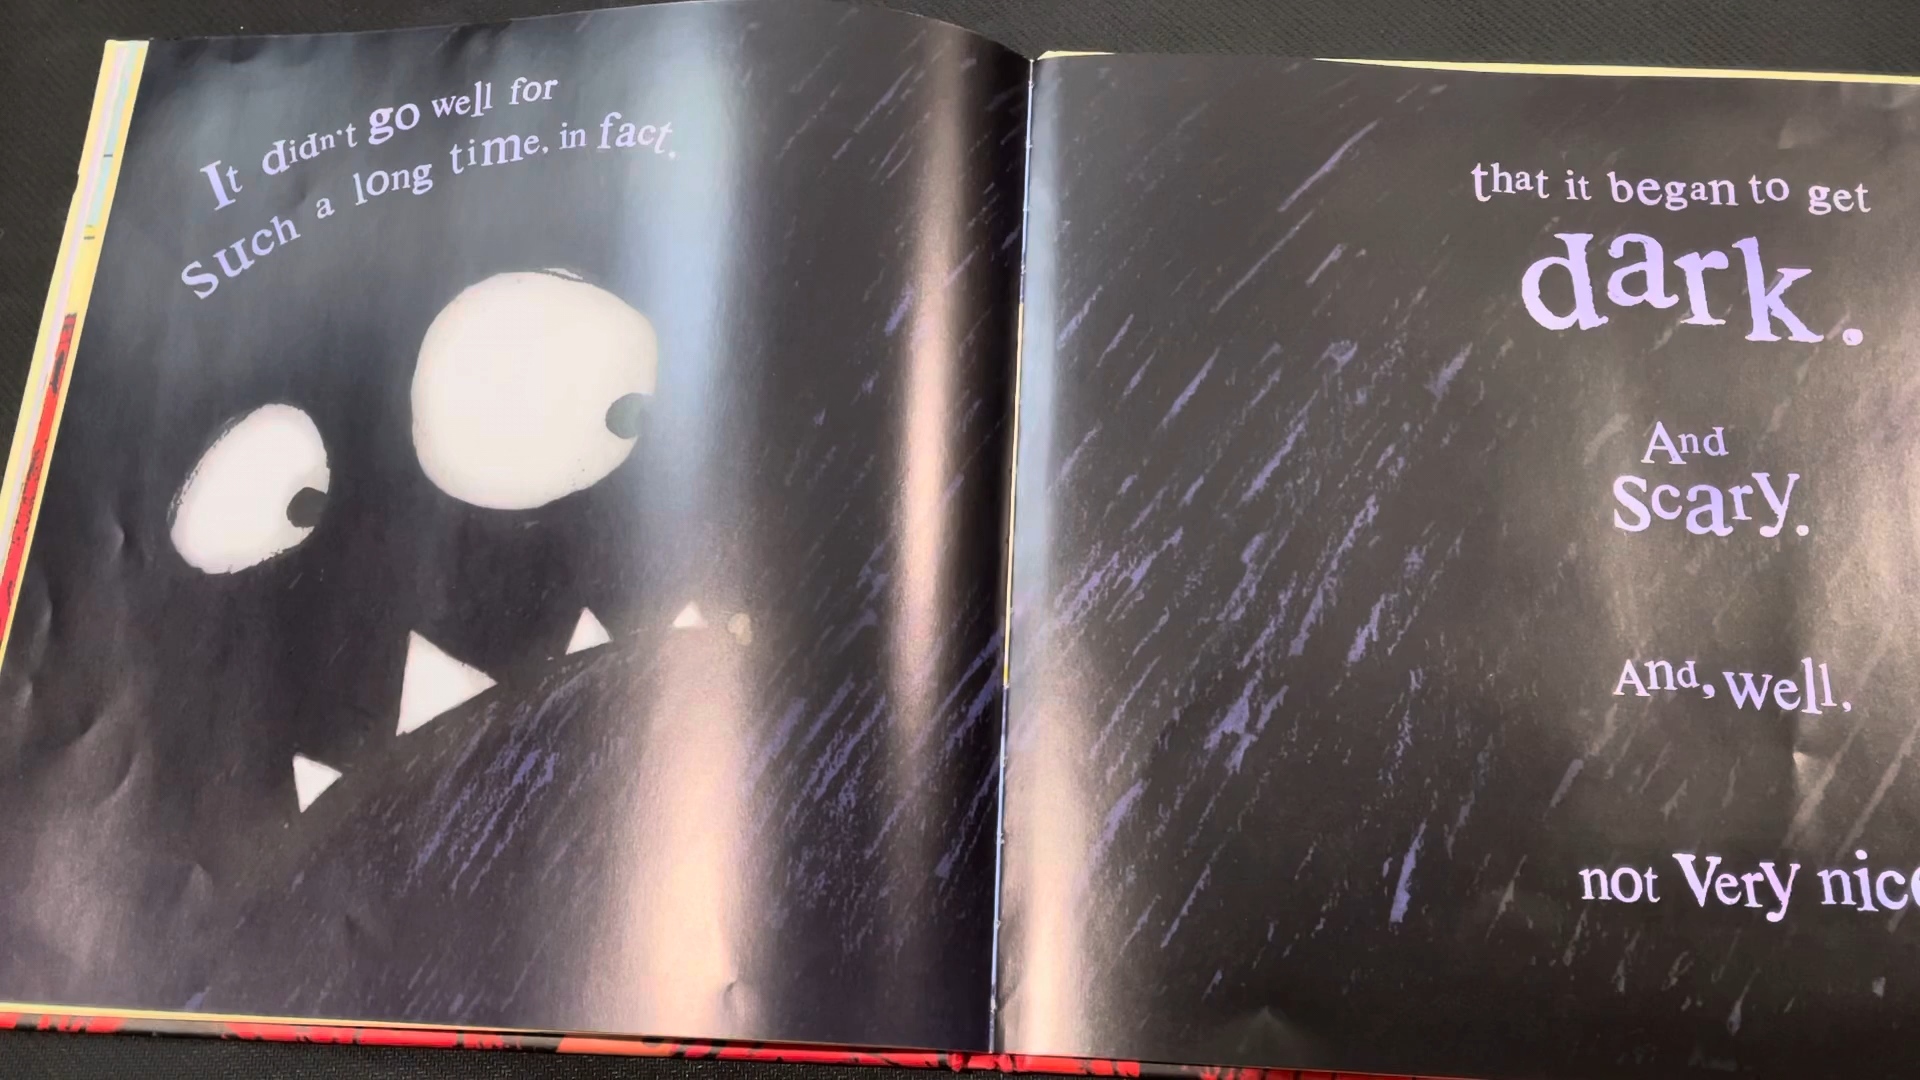 It didn't go well for
such a long time, in fact,
that it began to get
dark.
And
scary.
And, well,
not very nice